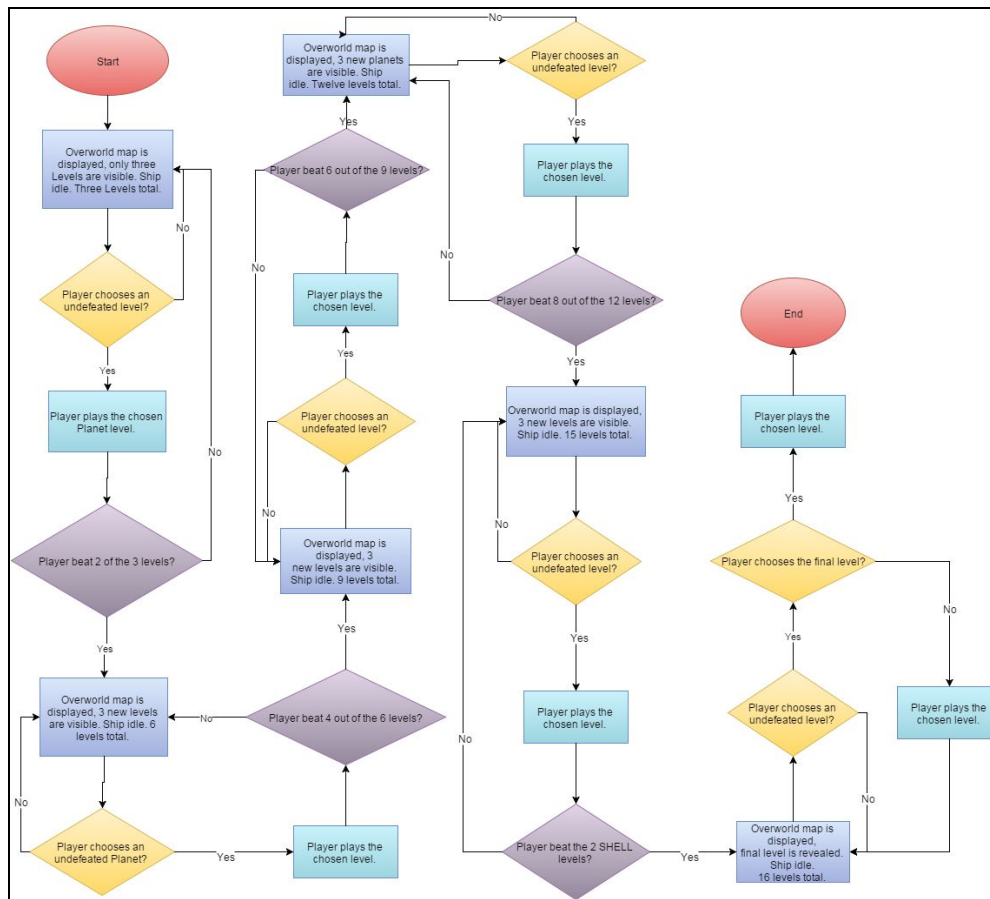 Start
Overworld map is
displayed, only three
Levels are visible. Ship
idle. Three Levels total.
No
Player chooses an
undefeated level?
Yes
Player plays the chosen
Planet level.
No
Player beat 2 of the 3 levels?
Yes
Overworld map is
displayed, 3 new levels
are visible. Ship idle. 6
levels total.
No
Player chooses an
undefeated Planet?
Yes
Player plays the
chosen level.
Player beat 4 out of the 6 levels?
No
Yes
Overworld map is
displayed, 3
new levels are visible.
Ship idle. 9 levels total.
No
Player chooses an
undefeated level?
Yes
Player plays the
chosen level.
Player beat 6 out of the 9 levels?
No
Yes
Overworld map is
displayed, 3 new planets
are visible. Ship
idle. Twelve levels total.
No
Player chooses an
undefeated level?
Yes
Player plays the
chosen level.
No
Player beat 8 out of the 12 levels?
Yes
Overworld map is displayed,
3 new levels are visible.
Ship idle. 15 levels total.
No
Player chooses an
undefeated level?
Yes
Player plays the
chosen level.
No
Player beat the 2 SHELL
levels?
Yes
Overworld map is
displayed,
final level is revealed.
Ship idle.
16 levels total.
No
Player chooses an
undefeated level?
Yes
Player chooses the final level?
No
Player plays the
chosen level.
Yes
Player plays the
chosen level.
End